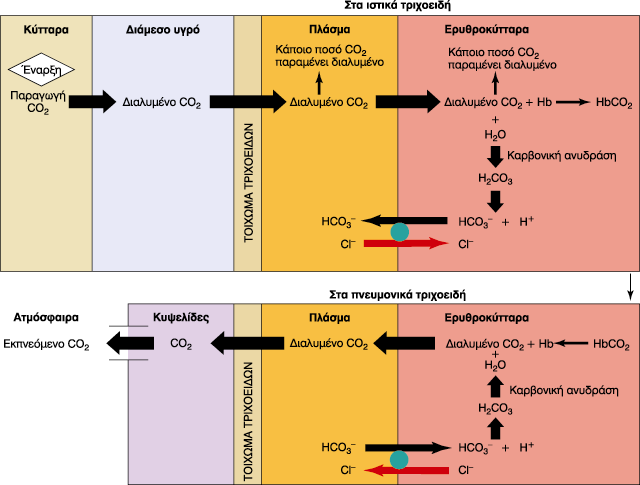 Στα ιστικά τριχοειδή
Κύτταρα
Διάμεσο υγρό
Πλάσμα
Ερυθροκύτταρα
Κάποιο ποσό CO₂
παραμένει διαλυμένο
Κάποιο ποσό CO₂
παραμένει διαλυμένο
Έναρξη
Παραγωγή
CO₂
Διαλυμένο CO₂
Διαλυμένο CO₂
Διαλυμένο CO₂ + Hb
HbCO₂
+
H₂O
Καρβονική ανυδράση
H₂CO₃
HCO₃⁻
HCO₃⁻ + H⁺
Cl⁻
Cl⁻
ΤΟΙΧΩΜΑ ΤΡΙΧΟΕΙΔΩΝ
Στα πνευμονικά τριχοειδή
Ατμόσφαιρα
Κυψελίδες
Πλάσμα
Ερυθροκύτταρα
Εκπνεόμενο CO₂
CO₂
Διαλυμένο CO₂
Διαλυμένο CO₂ + Hb
HbCO₂
+
H₂O
Καρβονική ανυδράση
H₂CO₃
HCO₃⁻
HCO₃⁻ + H⁺
Cl⁻
Cl⁻
ΤΟΙΧΩΜΑ ΤΡΙΧΟΕΙΔΩΝ